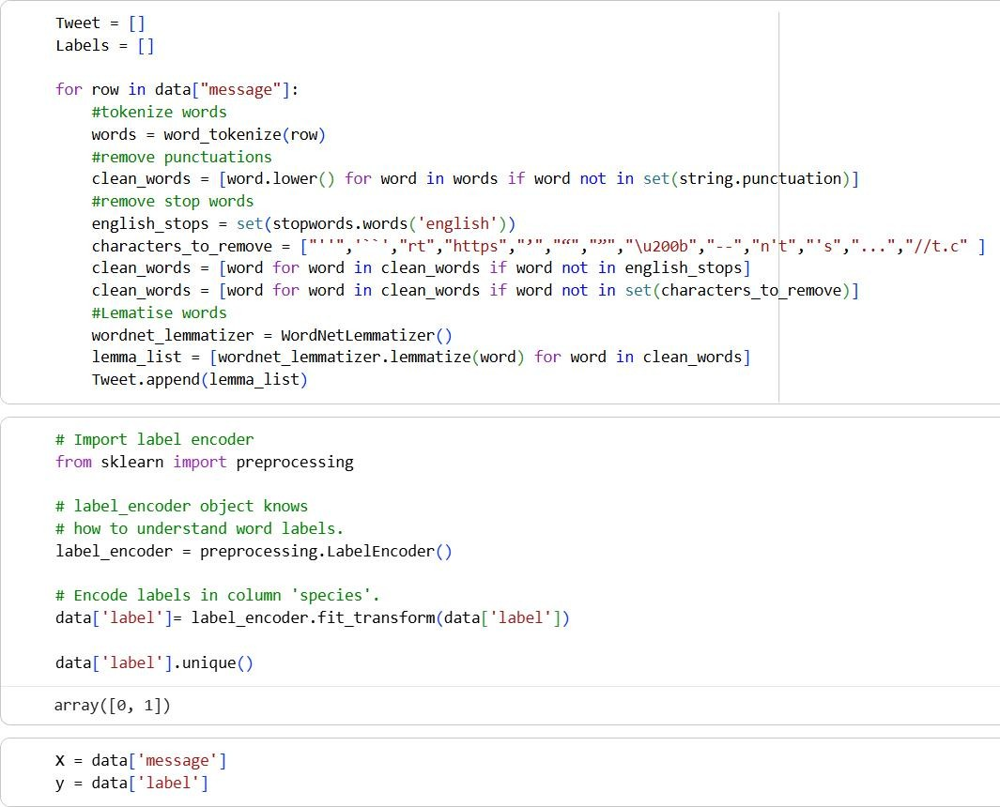 Tweet = []
Labels = []
for row in data["message"]:
    #tokenize words
    words = word_tokenize(row)
    #remove punctuations
    clean_words = [word.lower() for word in words if word not in set(string.punctuation)]
    #remove stop words
    english_stops = set(stopwords.words('english'))
    characters_to_remove = ["''",'``',"rt","https","’","“","”","\u200b","--","n't","'s","...","//t.c" ]
    clean_words = [word for word in clean_words if word not in english_stops]
    clean_words = [word for word in clean_words if word not in set(characters_to_remove)]
    #Lematise words
    wordnet_lemmatizer = WordNetLemmatizer()
    lemma_list = [wordnet_lemmatizer.lemmatize(word) for word in clean_words]
    Tweet.append(lemma_list)
# Import label encoder
from sklearn import preprocessing
# label_encoder object knows
# how to understand word labels.
label_encoder = preprocessing.LabelEncoder()
# Encode labels in column 'species'.
data['label']= label_encoder.fit_transform(data['label'])
data['label'].unique()
array([0, 1])
X = data['message']
y = data['label']